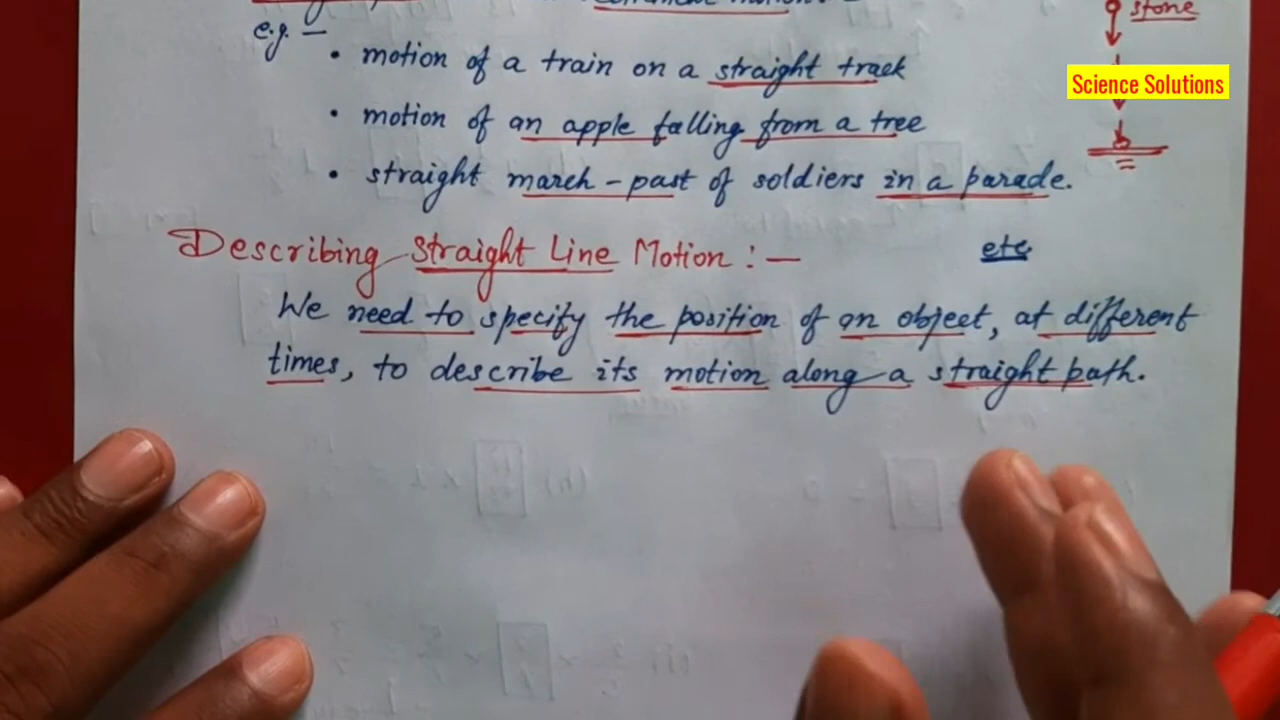 stone
e.g. —
• motion of a train on a straight track
Science Solutions
• motion of an apple falling from a tree
• straight march-past of soldiers in a parade.
etc
Describing Straight Line Motion :—
We need to specify the position of an object, at different
times, to describe its motion along a straight path.